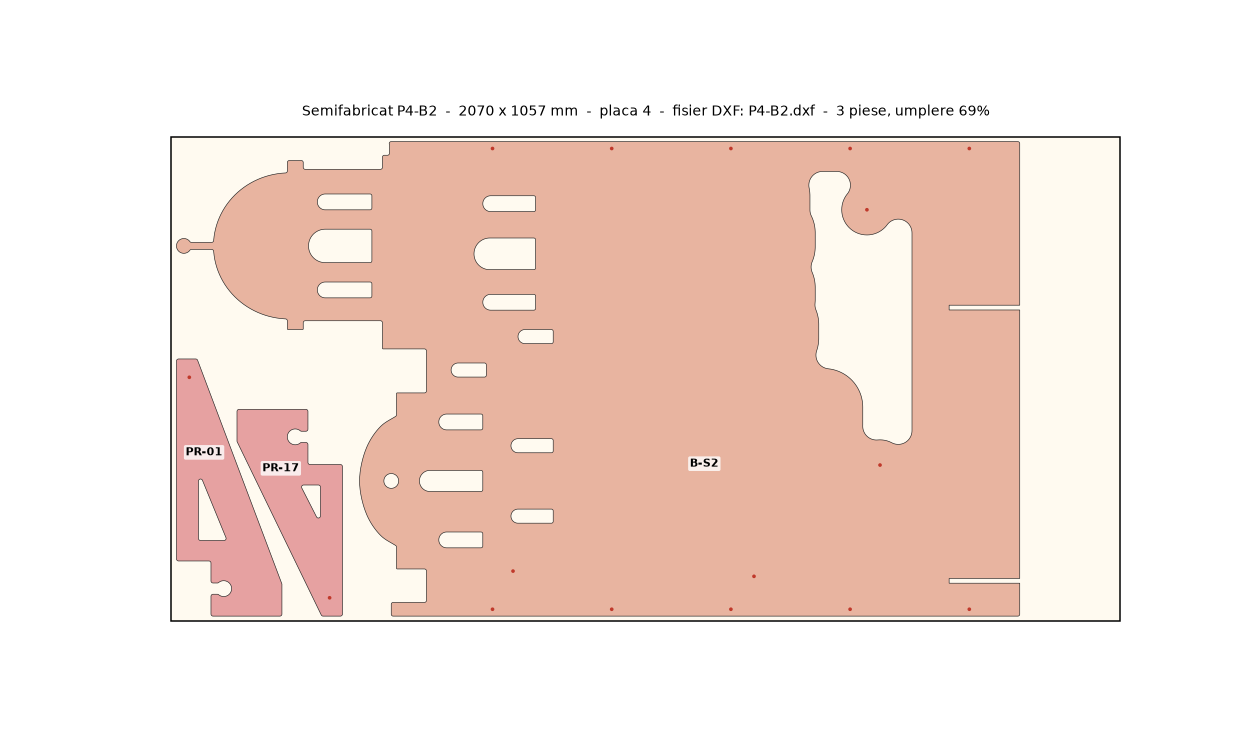 Semifabricat P4-B2 - 2070 x 1057 mm - placa 4 - fisier DXF: P4-B2.dxf - 3 piese, umplere 69%
PR-01
PR-17
B-S2